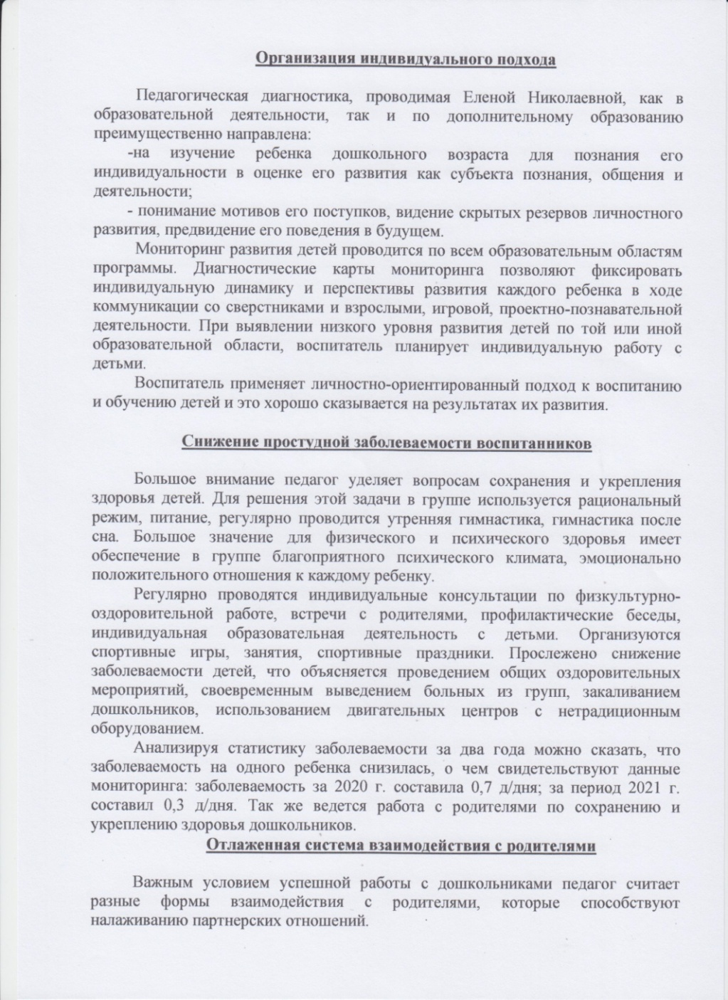 Организация индивидуального подхода
Педагогическая диагностика, проводимая Еленой Николаевной, как в
образовательной деятельности, так и по дополнительному образованию
преимущественно направлена:
-на изучение ребенка дошкольного возраста для познания его
индивидуальности в оценке его развития как субъекта познания, общения и
деятельности;
- понимание мотивов его поступков, видение скрытых резервов личностного
развития, предвидение его поведения в будущем.
Мониторинг развития детей проводится по всем образовательным областям
программы. Диагностические карты мониторинга позволяют фиксировать
индивидуальную динамику и перспективы развития каждого ребенка в ходе
коммуникации со сверстниками и взрослыми, игровой, проектно-познавательной
деятельности. При выявлении низкого уровня развития детей по той или иной
образовательной области, воспитатель планирует индивидуальную работу с
детьми.
Воспитатель применяет личностно-ориентированный подход к воспитанию
и обучению детей и это хорошо сказывается на результатах их развития.
Снижение простудной заболеваемости воспитанников
Большое внимание педагог уделяет вопросам сохранения и укрепления
здоровья детей. Для решения этой задачи в группе используется рациональный
режим, питание, регулярно проводится утренняя гимнастика, гимнастика после
сна. Большое значение для физического и психического здоровья имеет
обеспечение в группе благоприятного психического климата, эмоционально
положительного отношения к каждому ребенку.
Регулярно проводятся индивидуальные консультации по физкультурно-
оздоровительной работе, встречи с родителями, профилактические беседы,
индивидуальная образовательная деятельность с детьми. Организуются
спортивные игры, занятия, спортивные праздники. Прослежено снижение
заболеваемости детей, что объясняется проведением общих оздоровительных
мероприятий, своевременным выведением больных из групп, закаливанием
дошкольников, использованием двигательных центров с нетрадиционным
оборудованием.
Анализируя статистику заболеваемости за два года можно сказать, что
заболеваемость на одного ребенка снизилась, о чем свидетельствуют данные
мониторинга: заболеваемость за 2020 г. составила 0,7 д/дня; за период 2021 г.
составил 0,3 д/дня. Так же ведется работа с родителями по сохранению и
укреплению здоровья дошкольников.
Отлаженная система взаимодействия с родителями
Важным условием успешной работы с дошкольниками педагог считает
разные формы взаимодействия с родителями, которые способствуют
налаживанию партнерских отношений.